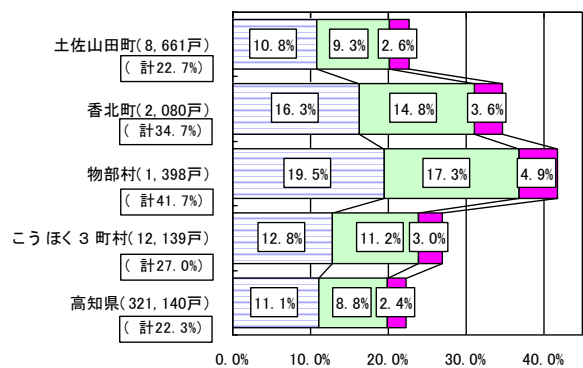 土佐山田町(8,661戸)
10.8% 9.3% 2.6%
( 計22.7%)
香北町(2,080戸)
16.3% 14.8% 3.6%
( 計34.7%)
物部村(1,398戸)
19.5% 17.3% 4.9%
( 計41.7%)
こうほく３町村(12,139戸)
12.8% 11.2% 3.0%
( 計27.0%)
高知県(321,140戸)
11.1% 8.8% 2.4%
( 計22.3%)
0.0% 10.0% 20.0% 30.0% 40.0%